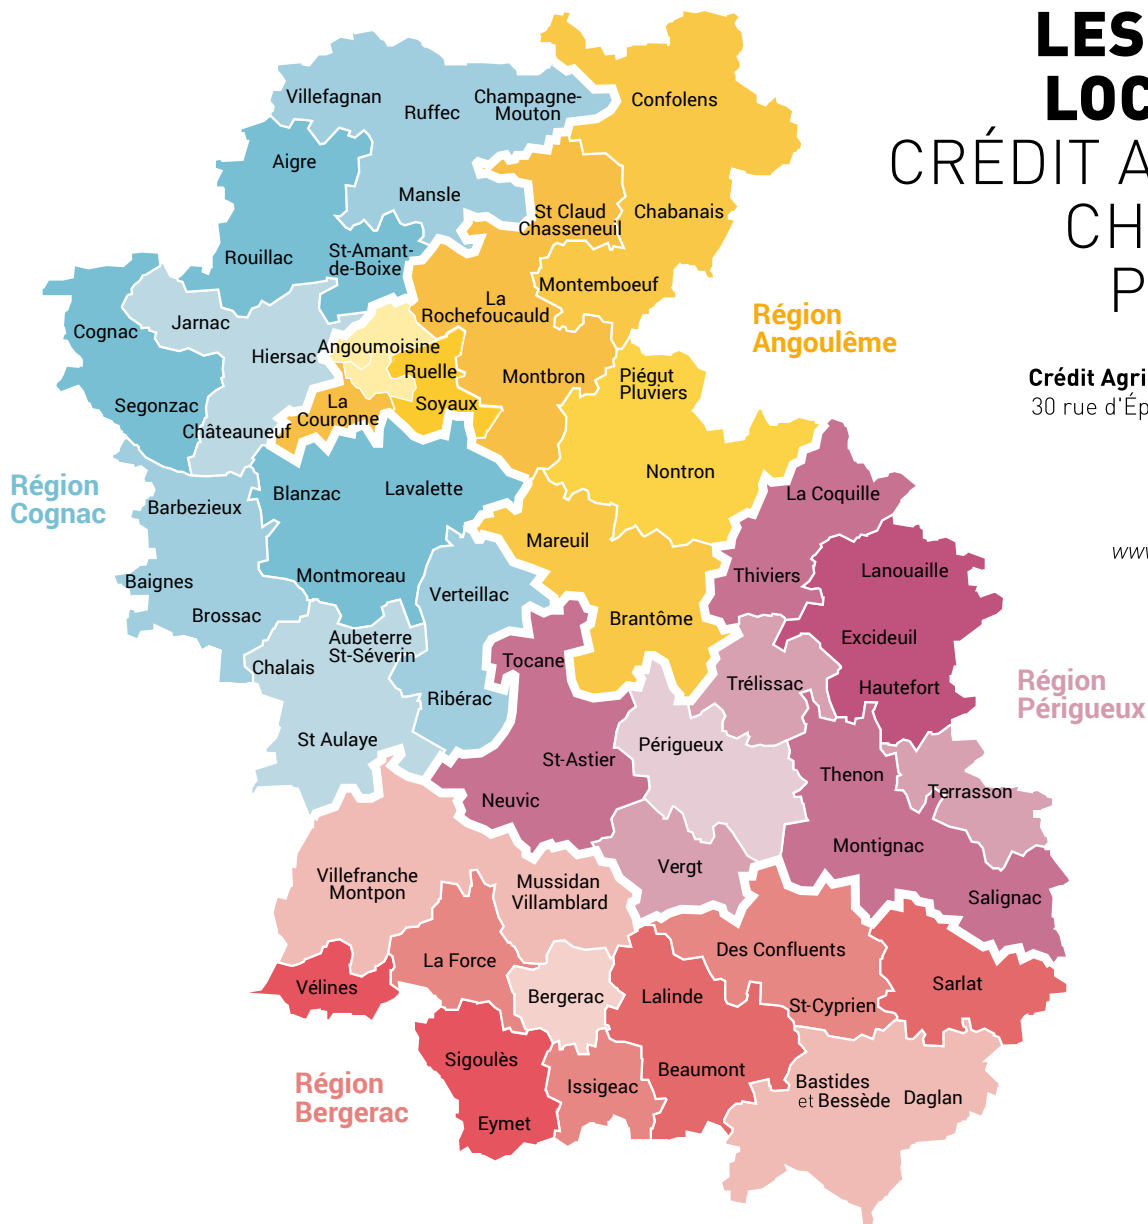 LES
LOC
CRÉDIT A
CH
P
Crédit Agri
30 rue d'Ép
www
Villefagnan
Ruffec
Champagne-
Mouton
Confolens
Aigre
Mansle
St Claud
Chasseneuil
Chabanais
Rouillac
St-Amant-
de-Boixe
Montemboeuf
La
Rochefoucauld
Région
Angoulême
Cognac
Jarnac
Hiersac
Angoumoisine
Ruelle
Montbron
Piégut
Pluviers
Segonzac
La
Couronne
Soyaux
Châteauneuf
Région
Cognac
Blanzac
Lavalette
Nontron
La Coquille
Barbezieux
Mareuil
Thiviers
Lanouaille
Baignes
Montmoreau
Verteillac
Brossac
Brantôme
Excideuil
Aubeterre
St-Séverin
Chalais
Tocane
Trélissac
Hautefort
Région
Périgueux
Ribérac
St Aulaye
St-Astier
Périgueux
Thenon
Terrasson
Neuvic
Montignac
Vergt
Villefranche
Montpon
Mussidan
Villamblard
Salignac
La Force
Des Confluents
Vélines
Bergerac
Lalinde
St-Cyprien
Sarlat
Sigoulès
Issigeac
Beaumont
Région
Bergerac
Bastides
et Bessède
Daglan
Eymet